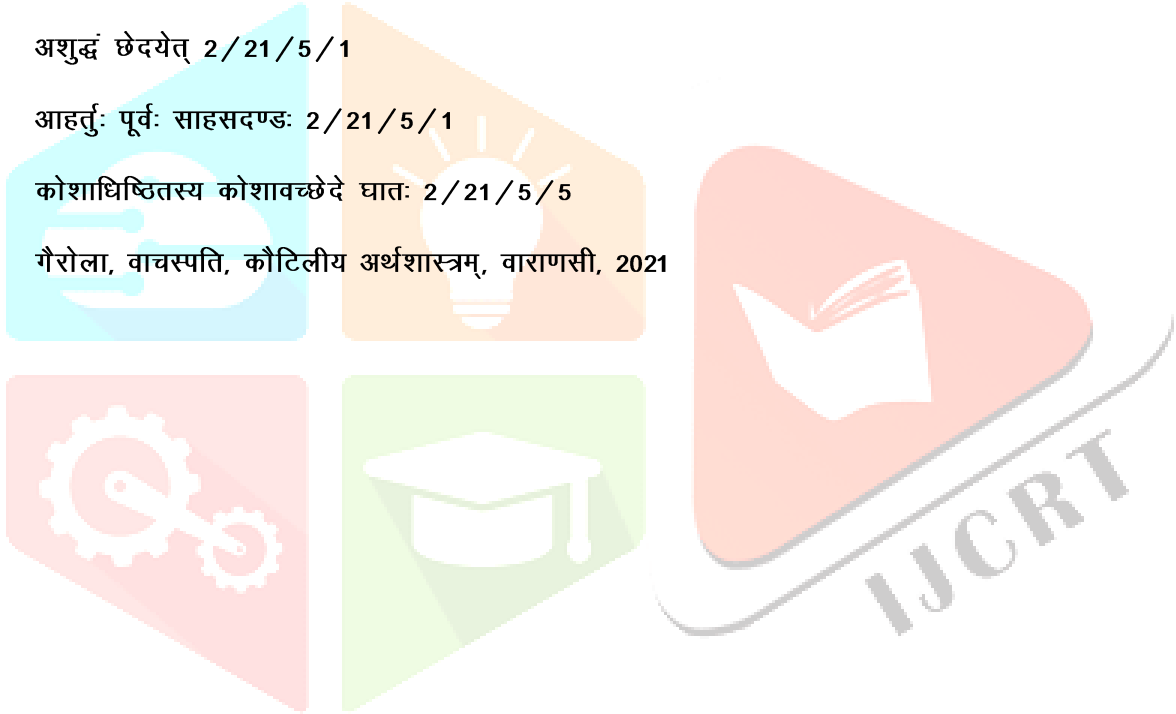 अशुद्धं छेदयेत् 2/21/5/1
आहर्तुः पूर्वः साहसदण्डः 2/21/5/1
कोशाधिष्ठितस्य कोशावच्छेदे घातः 2/21/5/5
गैरोला, वाचस्पति, कौटिलीय अर्थशास्त्रम्, वाराणसी, 2021
IJCRT